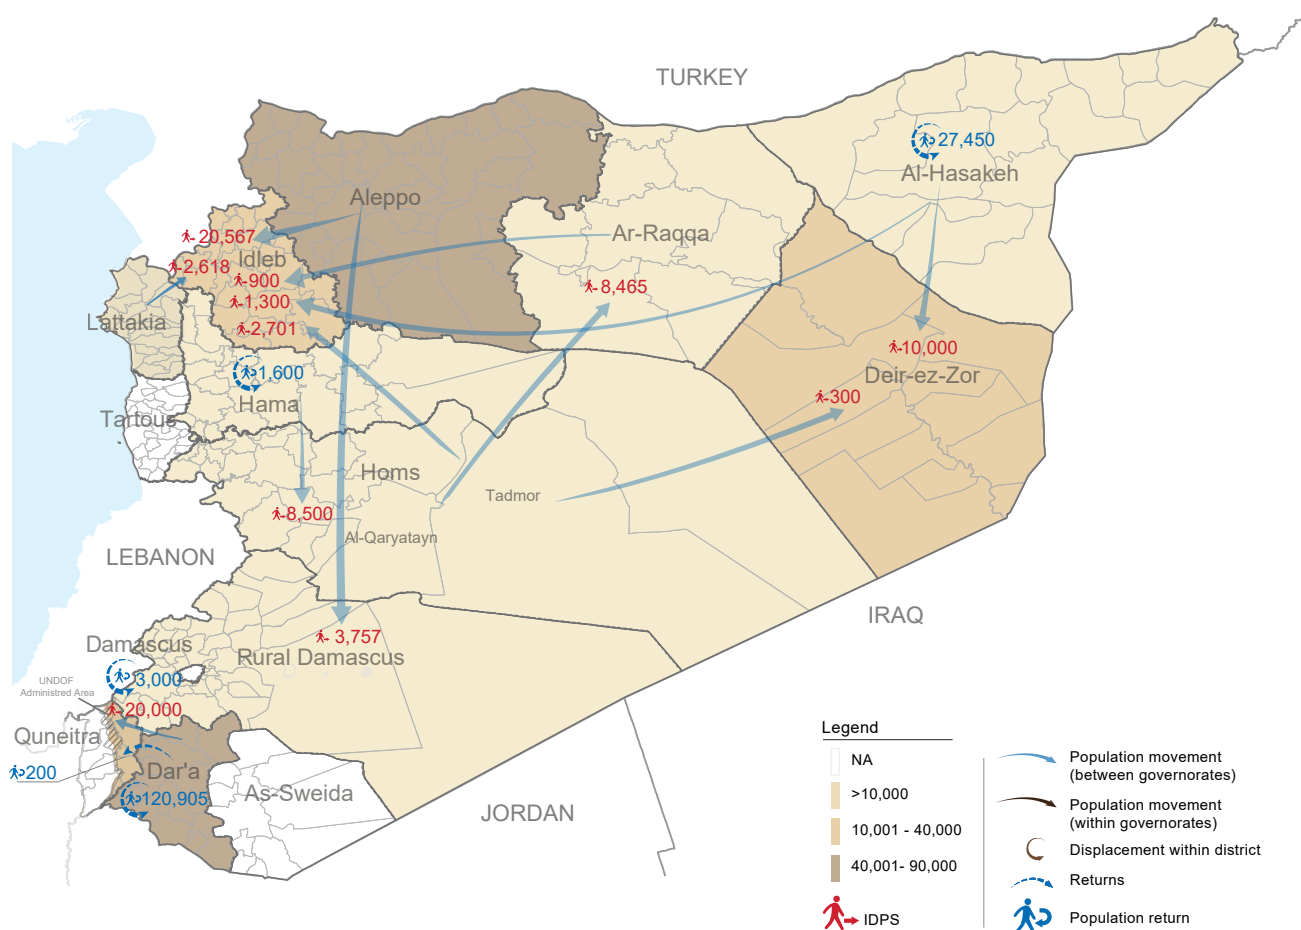 TURKEY
27,450
Al-Hasakeh
Aleppo
Ar-Raqqa
20,567
Idleb
2,618
900
1,300
2,701
8,465
Lattakia
10,000
Deir-ez-Zor
300
1,600
Hama
Tartous
Homs
Tadmor
8,500
Al-Qaryatayn
LEBANON
IRAQ
3,757
Damascus
Rural Damascus
3,000
UNDOF
Administred Area
20,000
Quneitra
200
Dar'a
120,905
As-Sweida
JORDAN
Legend
NA
>10,000
10,001 - 40,000
40,001- 90,000
IDPS
Population movement
(between governorates)
Population movement
(within governorates)
Displacement within district
Returns
Population return